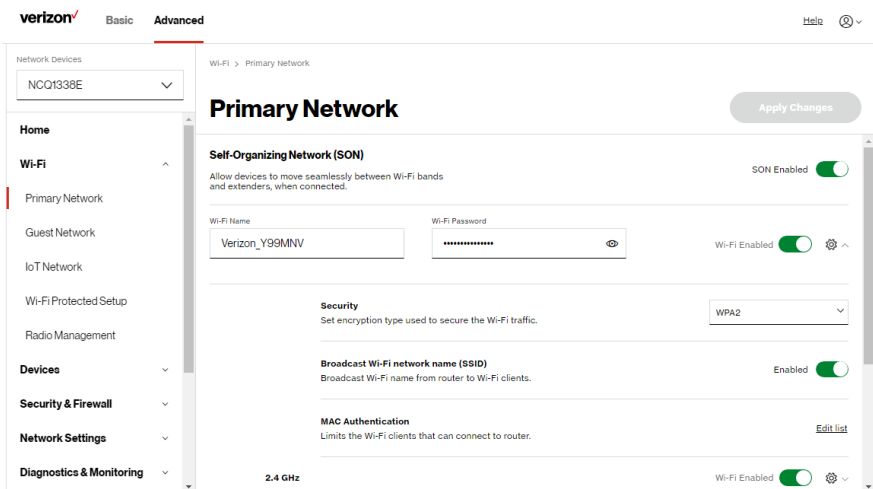 verizon Basic Advanced Help
Network Devices
NCQ1338E
Home
Wi-Fi
Primary Network
Guest Network
IoT Network
Wi-Fi Protected Setup
Radio Management
Devices
Security & Firewall
Network Settings
Diagnostics & Monitoring
Wi-Fi > Primary Network
Primary Network
Apply Changes
Self-Organizing Network (SON)
Allow devices to move seamlessly between Wi-Fi bands
and extenders, when connected.
SON Enabled
Wi-Fi Name
Verizon_Y99MNV
Wi-Fi Password
•••••••••••••••
Wi-Fi Enabled
Security
Set encryption type used to secure the Wi-Fi traffic.
WPA2
Broadcast Wi-Fi network name (SSID)
Broadcast Wi-Fi name from router to Wi-Fi clients.
Enabled
MAC Authentication
Limits the Wi-Fi clients that can connect to router.
Edit list
2.4 GHz
Wi-Fi Enabled